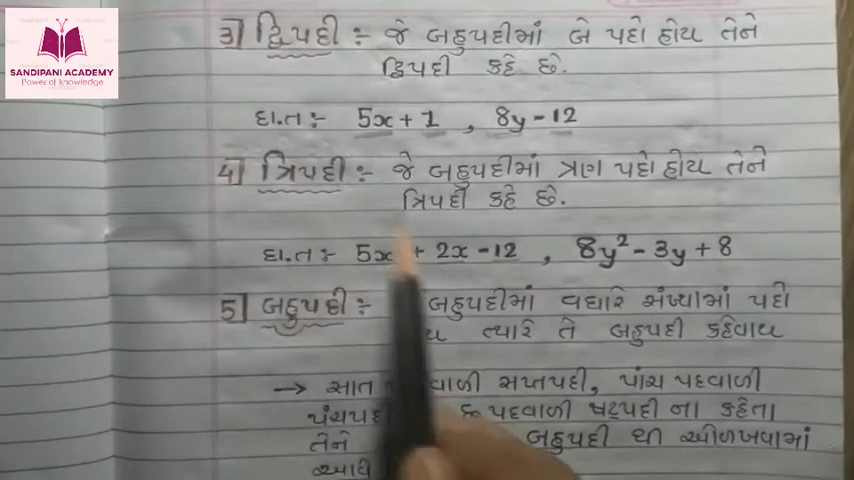 SANDIPANI ACADEMY
Power of knowledge
3] દ્વિપદી :- જે બહુપદીમાં બે પદો હોય તેને
દ્વિપદી કહે છે.
દા.ત :- 5x + 1 , 8y - 12
4] ત્રિપદી :- જે બહુપદીમાં ત્રણ પદો હોય તેને
ત્રિપદી કહે છે.
દા.ત :- 5x + 2x - 12 , 8y² - 3y + 8
5] બહુપદી :- બહુપદીમાં વધારે સંખ્યામાં પદો
ત્યારે તે બહુપદી કહેવાય
→ સાત વાળી સપ્તપદી, પાંચ પદવાળી
પંચપદી છ પદવાળી ષટ્પદી ના કહેતા
તેને બહુપદી થી ઓળખવામાં